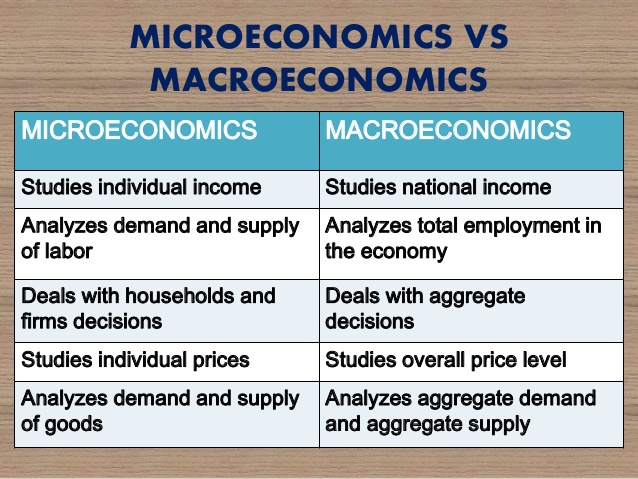 MICROECONOMICS VS
MACROECONOMICS
MICROECONOMICS
MACROECONOMICS
Studies individual income
Studies national income
Analyzes demand and supply
of labor
Analyzes total employment in
the economy
Deals with households and
firms decisions
Deals with aggregate
decisions
Studies individual prices
Studies overall price level
Analyzes demand and supply
of goods
Analyzes aggregate demand
and aggregate supply